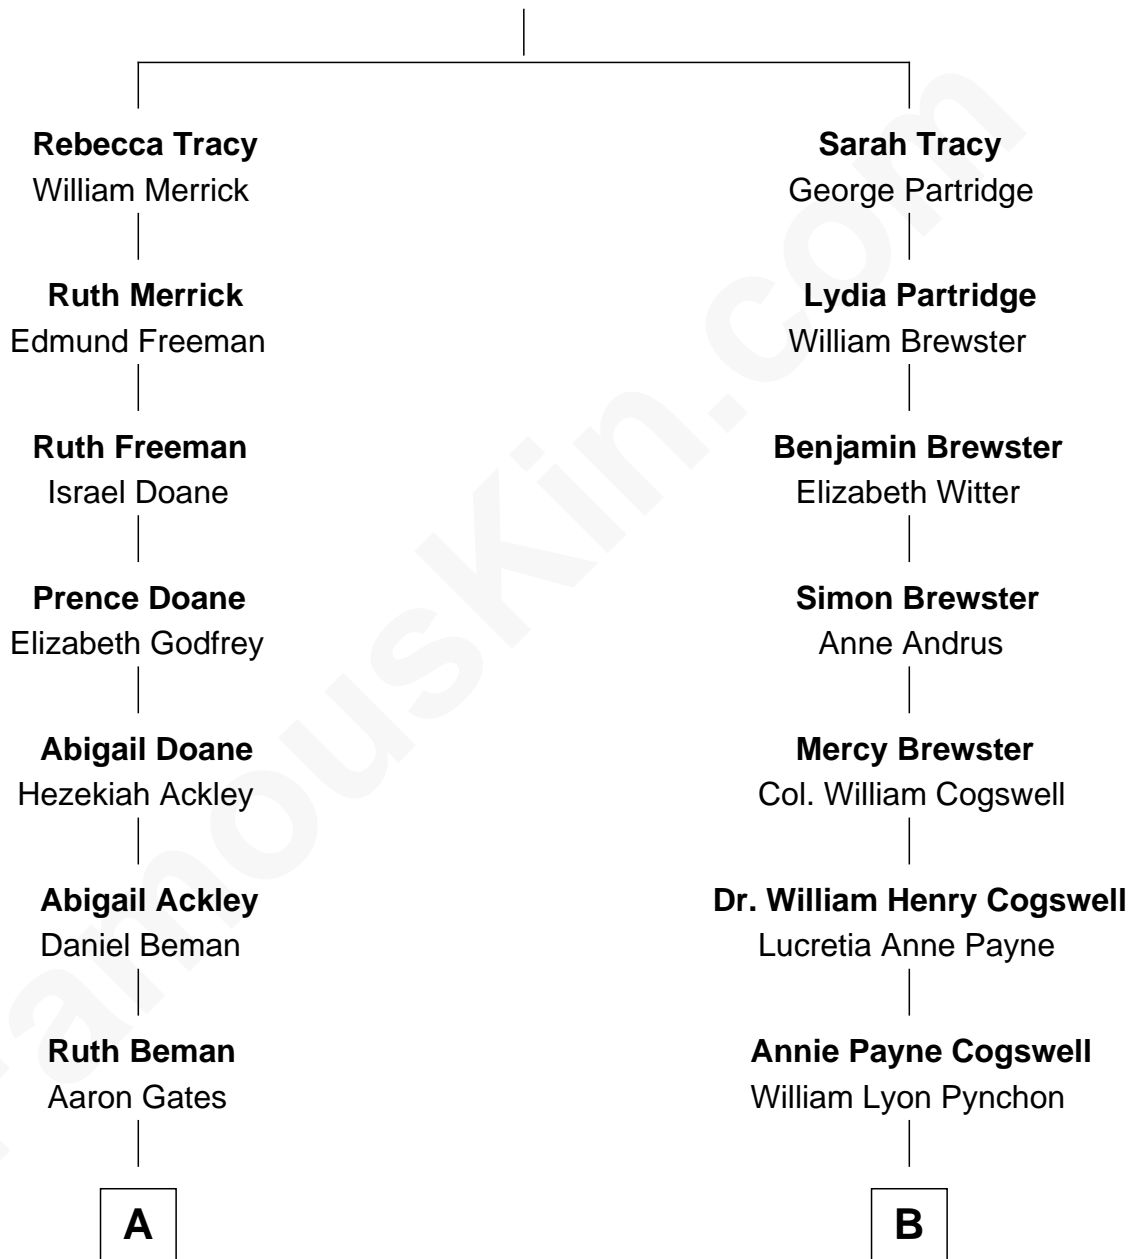 Rebecca Tracy
William Merrick
Sarah Tracy
George Partridge
Ruth Merrick
Edmund Freeman
Lydia Partridge
William Brewster
Ruth Freeman
Israel Doane
Benjamin Brewster
Elizabeth Witter
Prence Doane
Elizabeth Godfrey
Simon Brewster
Anne Andrus
Abigail Doane
Hezekiah Ackley
Mercy Brewster
Col. William Cogswell
Abigail Ackley
Daniel Beman
Dr. William Henry Cogswell
Lucretia Anne Payne
Ruth Beman
Aaron Gates
Annie Payne Cogswell
William Lyon Pynchon
A
B
FamousKin.com